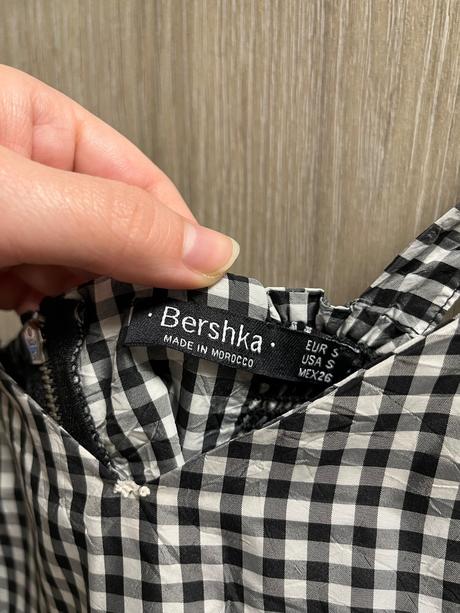 · Bershka ·
MADE IN MOROCCO
EUR S
USA S
MEX26